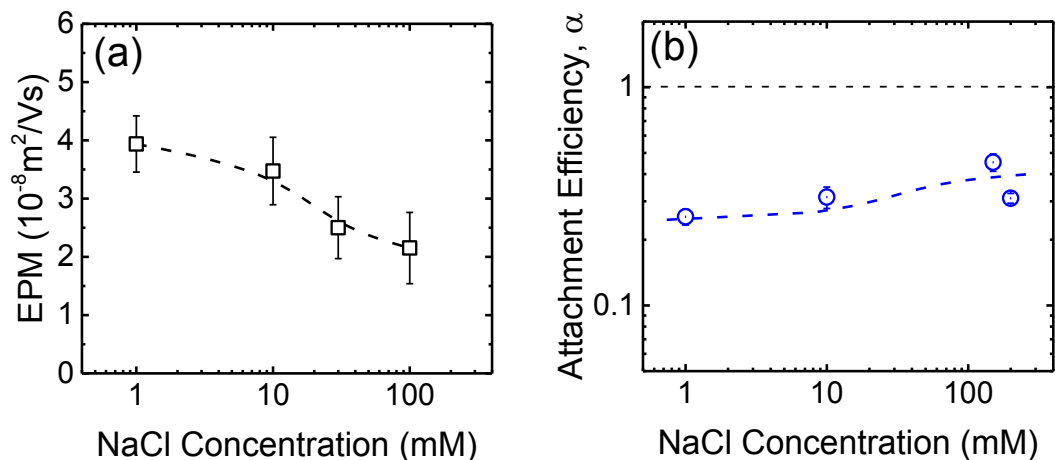 (a)
EPM (10⁻⁸m²/Vs)
6
5
4
3
2
1
0
1 10 100
NaCl Concentration (mM)
(b)
Attachment Efficiency, α
1
0.1
1 10 100
NaCl Concentration (mM)